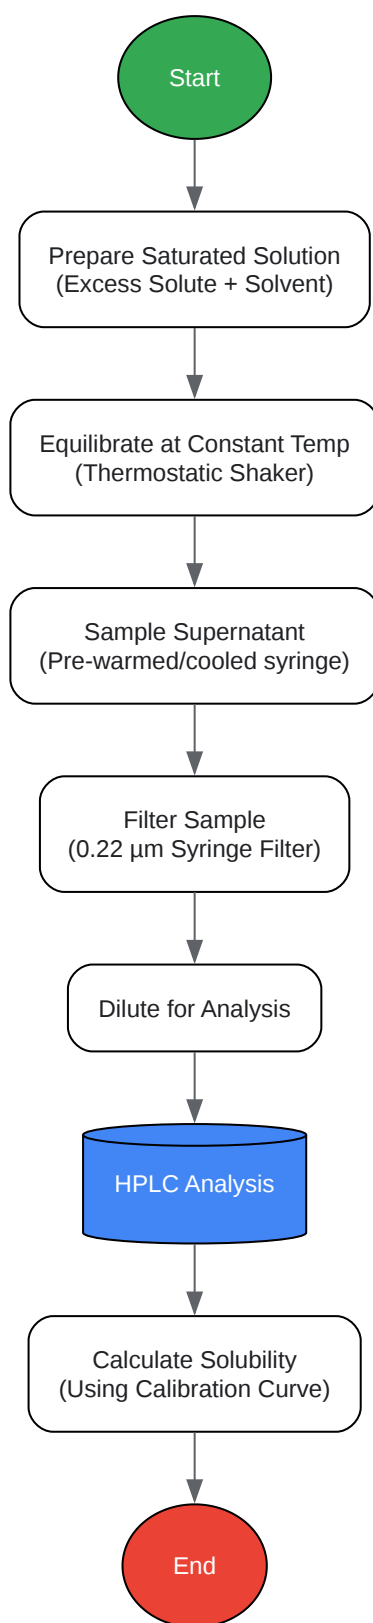 Start
Prepare Saturated Solution
(Excess Solute + Solvent)
Equilibrate at Constant Temp
(Thermostatic Shaker)
Sample Supernatant
(Pre-warmed/cooled syringe)
Filter Sample
(0.22 µm Syringe Filter)
Dilute for Analysis
HPLC Analysis
Calculate Solubility
(Using Calibration Curve)
End